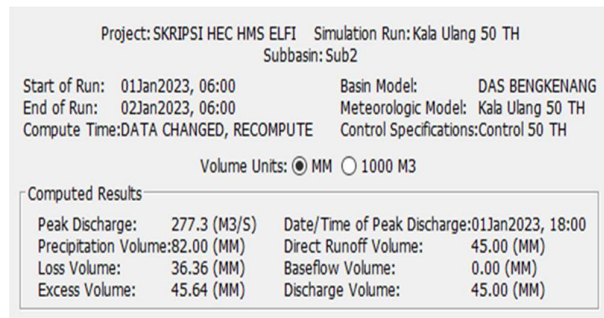 Project: SKRIPSI HEC HMS ELFI Simulation Run: Kala Ulang 50 TH
Subbasin: Sub2
Start of Run: 01Jan2023, 06:00 Basin Model: DAS BENGKENANG
End of Run: 02Jan2023, 06:00 Meteorologic Model: Kala Ulang 50 TH
Compute Time:DATA CHANGED, RECOMPUTE Control Specifications:Control 50 TH
Volume Units: MM 1000 M3
Computed Results
Peak Discharge: 277.3 (M3/S) Date/Time of Peak Discharge:01Jan2023, 18:00
Precipitation Volume:82.00 (MM) Direct Runoff Volume: 45.00 (MM)
Loss Volume: 36.36 (MM) Baseflow Volume: 0.00 (MM)
Excess Volume: 45.64 (MM) Discharge Volume: 45.00 (MM)